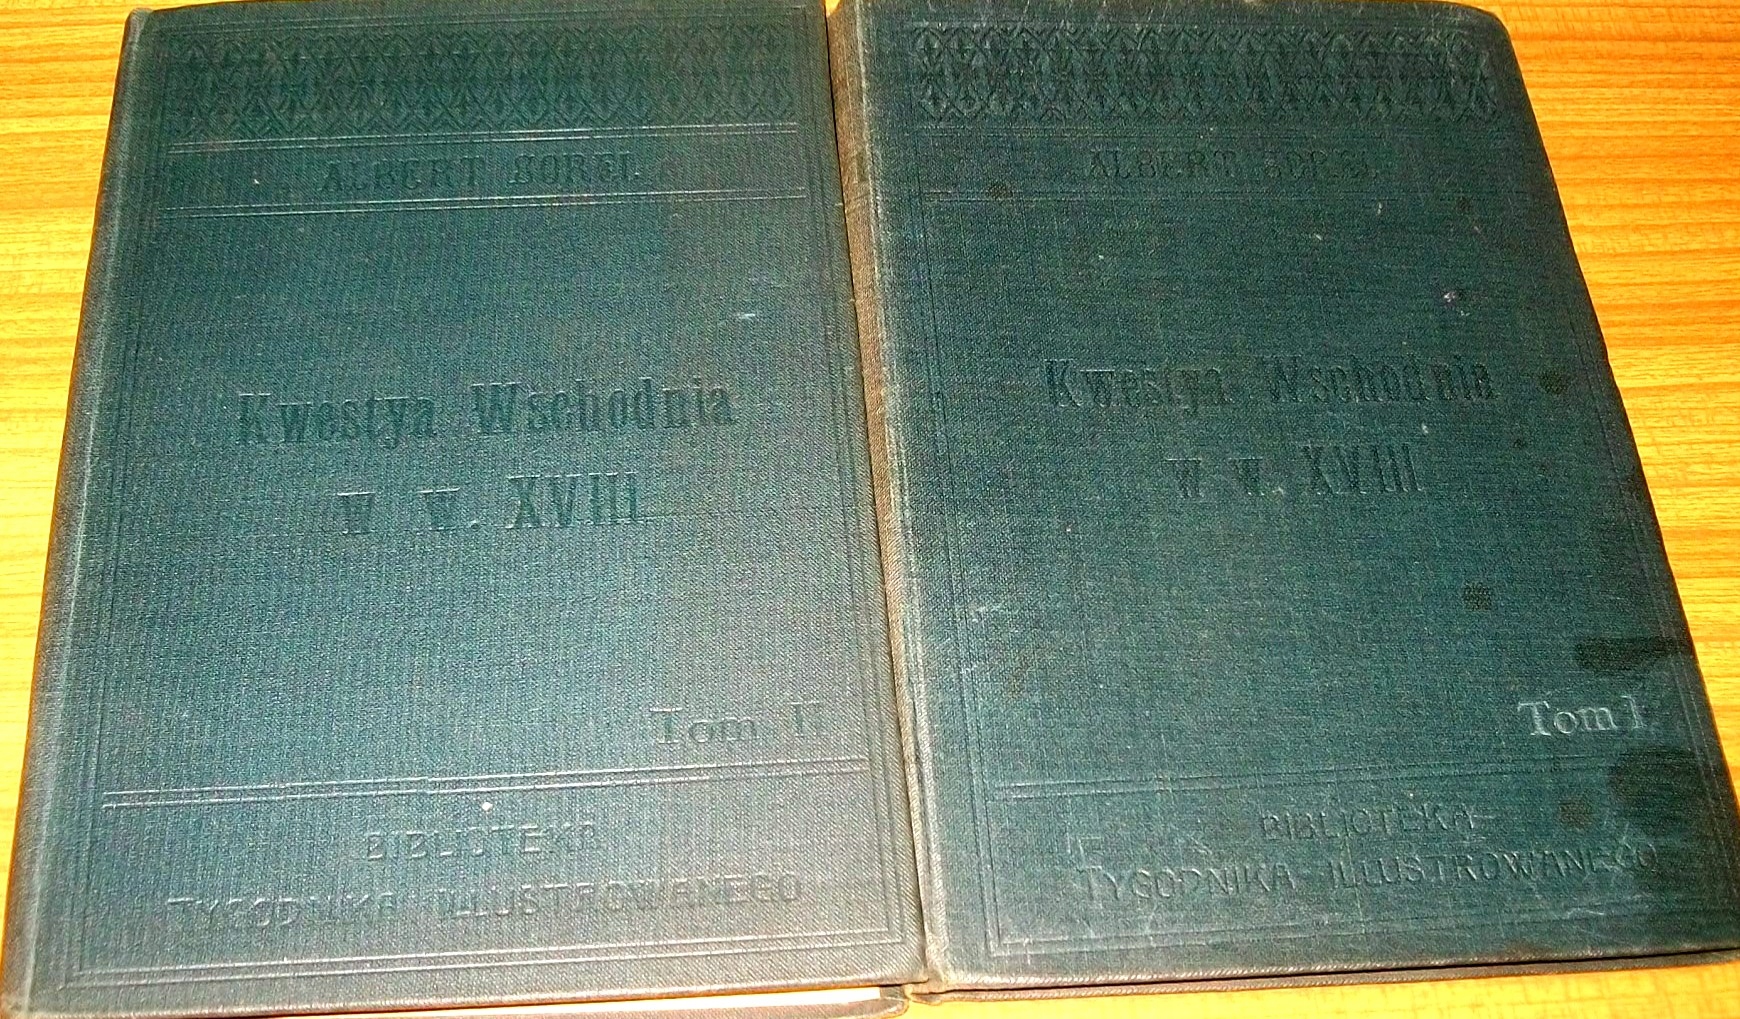 ALBERT SOREL
Kwestya Wschodnia
w w. XVIII
Tom II
BIBLIOTEKA
TYGODNIKA ILLUSTROWANEGO
ALBERT SOREL
Kwestya Wschodnia
w w. XVIII
Tom I
BIBLIOTEKA
TYGODNIKA ILLUSTROWANEGO